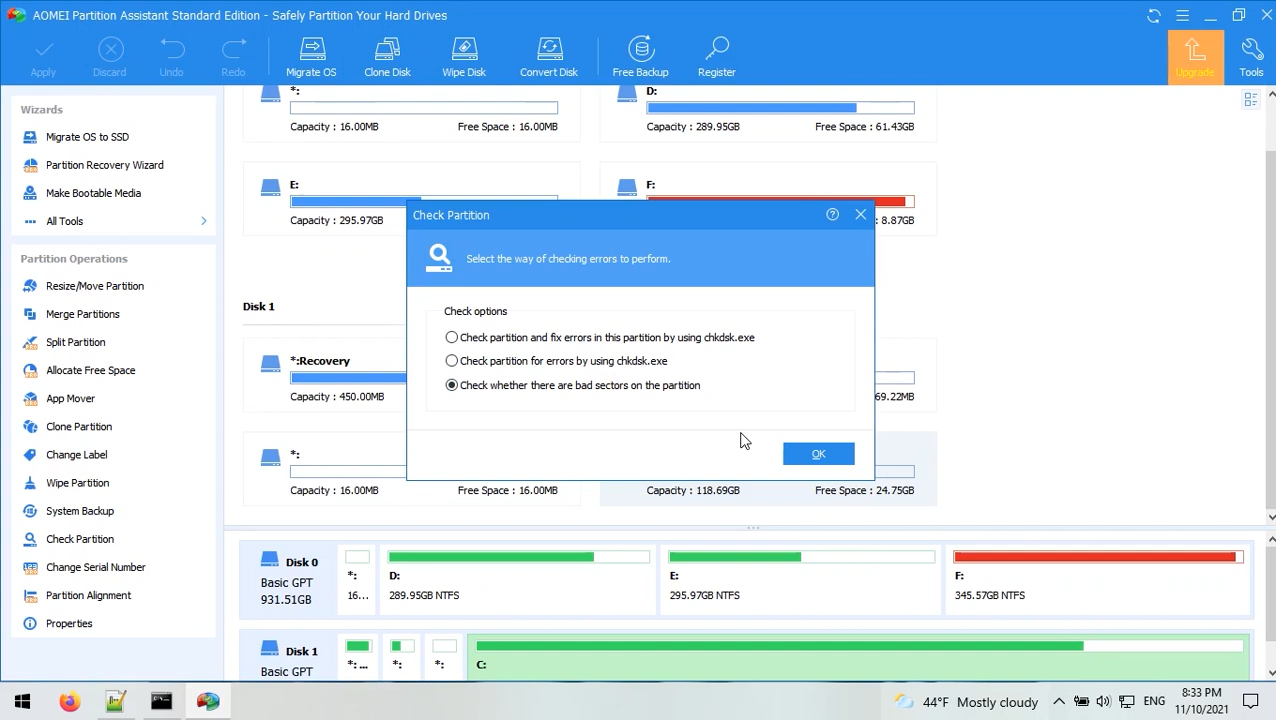 AOMEI Partition Assistant Standard Edition - Safely Partition Your Hard Drives
Apply
Discard
Undo
Redo
Migrate OS
Clone Disk
Wipe Disk
Convert Disk
Free Backup
Register
Upgrade
Tools
Wizards
Migrate OS to SSD
Partition Recovery Wizard
Make Bootable Media
All Tools
Partition Operations
Resize/Move Partition
Merge Partitions
Split Partition
Allocate Free Space
App Mover
Clone Partition
Change Label
Wipe Partition
System Backup
Check Partition
Change Serial Number
Partition Alignment
Properties
*:
Capacity : 16.00MB
Free Space : 16.00MB
D:
Capacity : 289.95GB
Free Space : 61.43GB
E:
Capacity : 295.97GB
F:
: 8.87GB
Disk 1
*:Recovery
Capacity : 450.00MB
69.22MB
*:
Capacity : 16.00MB
Free Space : 16.00MB
Capacity : 118.69GB
Free Space : 24.75GB
Check Partition
Select the way of checking errors to perform.
Check options
Check partition and fix errors in this partition by using chkdsk.exe
Check partition for errors by using chkdsk.exe
Check whether there are bad sectors on the partition
OK
Disk 0
Basic GPT
931.51GB
*:
16...
D:
289.95GB NTFS
E:
295.97GB NTFS
F:
345.57GB NTFS
Disk 1
Basic GPT
*: ...
*:
*:
C:
44°F Mostly cloudy
ENG
8:33 PM
11/10/2021